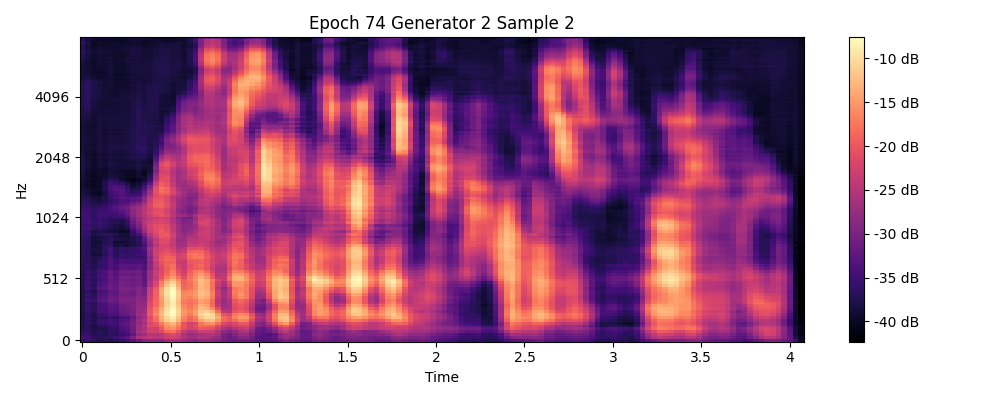 Epoch 74 Generator 2 Sample 2
Hz
4096
2048
1024
512
0
0 0.5 1 1.5 2 2.5 3 3.5 4
Time
-10 dB
-15 dB
-20 dB
-25 dB
-30 dB
-35 dB
-40 dB